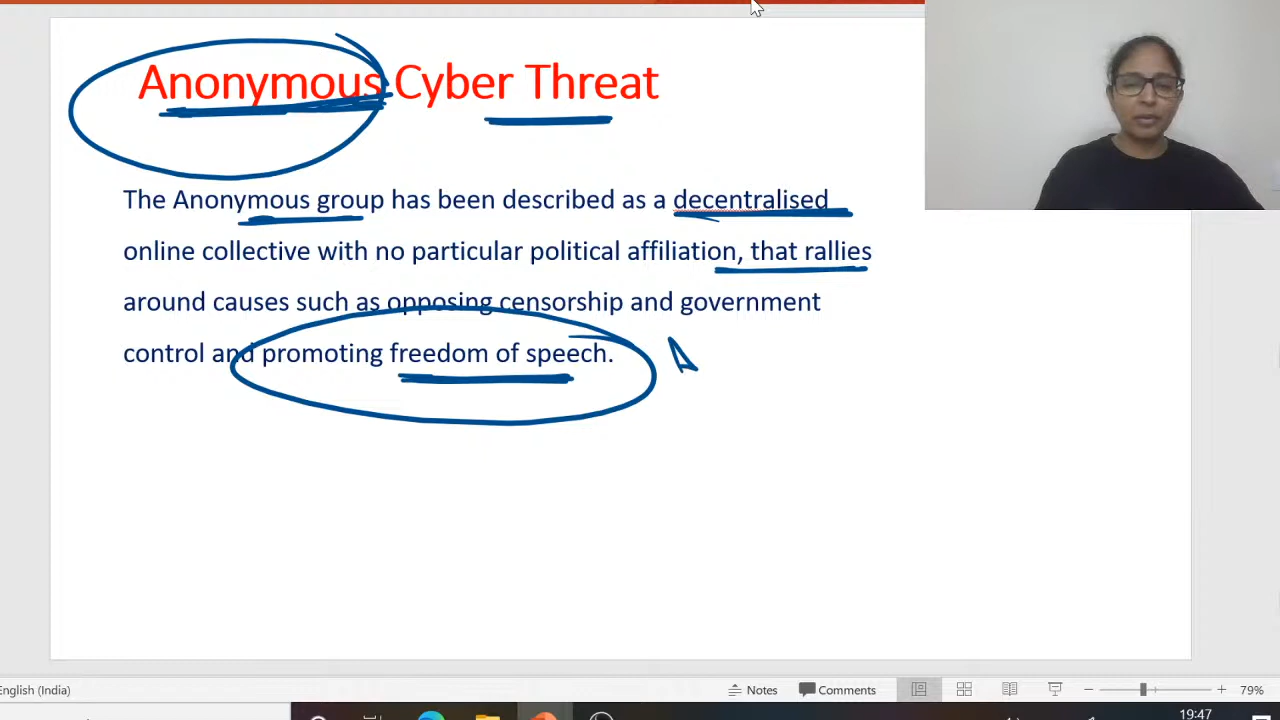 Anonymous Cyber Threat
The Anonymous group has been described as a decentralised
online collective with no particular political affiliation, that rallies
around causes such as opposing censorship and government
control and promoting freedom of speech.
A
English (India)
Notes
Comments
79%
19:47